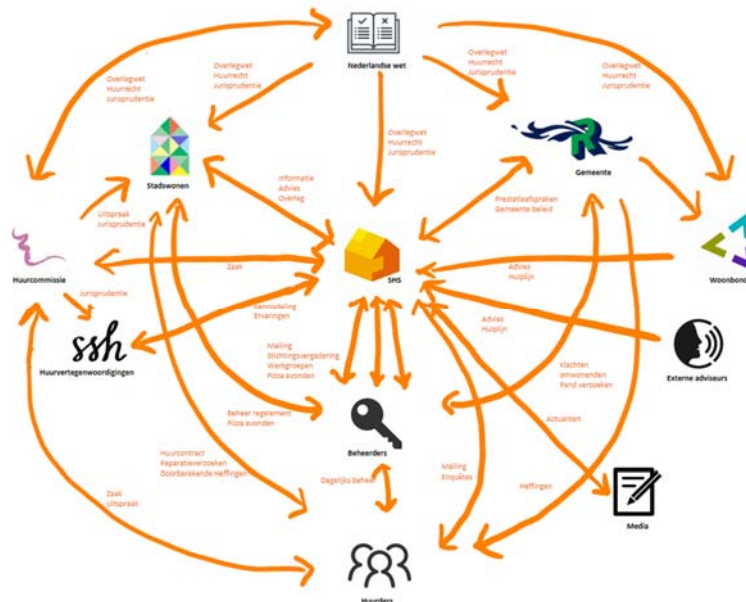 Nederlandse wet
Overlegwet
Huurrecht
Jurisprudentie
Overlegwet
Huurrecht
Jurisprudentie
Overlegwet
Huurrecht
Jurisprudentie
Overlegwet
Huurrecht
Jurisprudentie
Overlegwet
Huurrecht
Jurisprudentie
Stadswonen
R
Gemeente
Informatie
Advies
Overleg
Prestatieafspraken
Gemeente beleid
Uitspraak
Jurisprudentie
Huurcommissie
Zaak
SHS
Advies
Hulplijn
Woonbond
Jurisprudentie
Kennisdeling
Ervaringen
ssh
Huurvertegenwoordigingen
Advies
Hulplijn
Externe adviseurs
Mailing
Stichtingsvergadering
Werkgroepen
Pizza avonden
Klachten
omwonenden
Pand verzoeken
Beheer regelement
Pizza avonden
Actualiteit
Beheerders
Huurcontract
Reparatieverzoeken
Doorberekende Heffingen
Dagelijks beheer
Mailing
Enquêtes
Heffingen
Zaak
Uitspraak
Media
Huurders